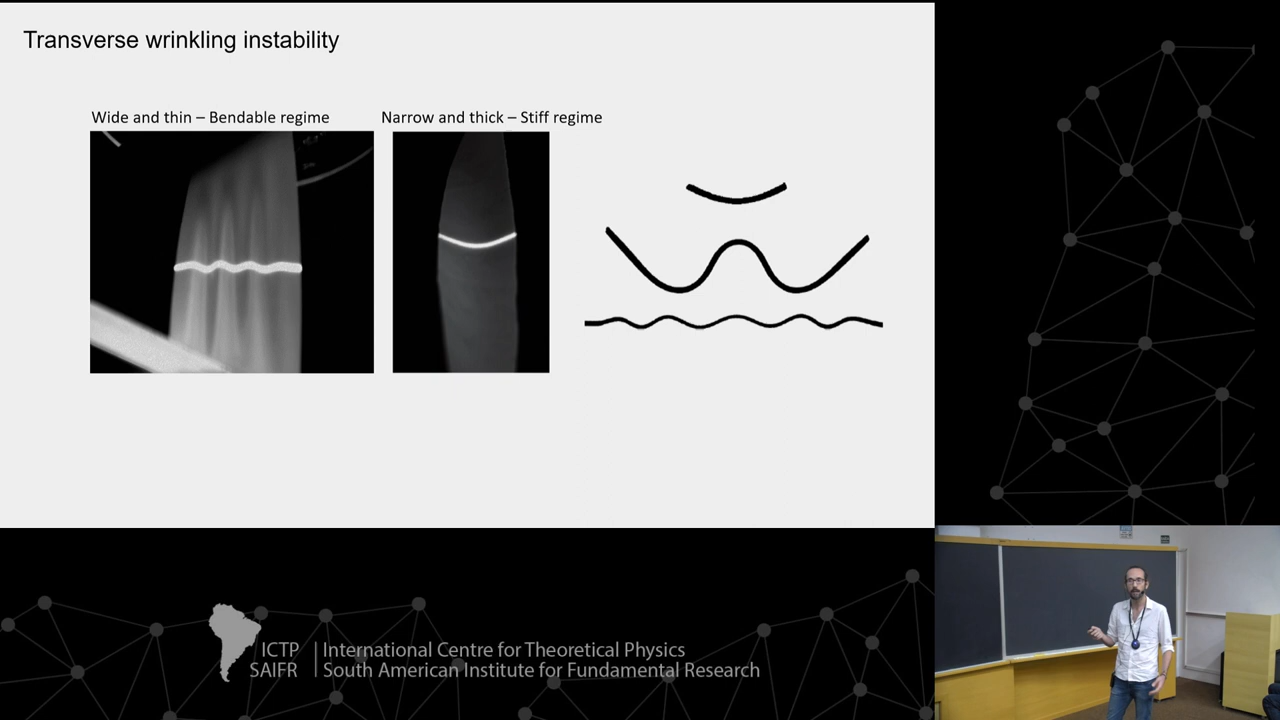 Transverse wrinkling instability
Wide and thin – Bendable regime
Narrow and thick – Stiff regime
ICTP
SAIFR
International Centre for Theoretical Physics
South American Institute for Fundamental Research